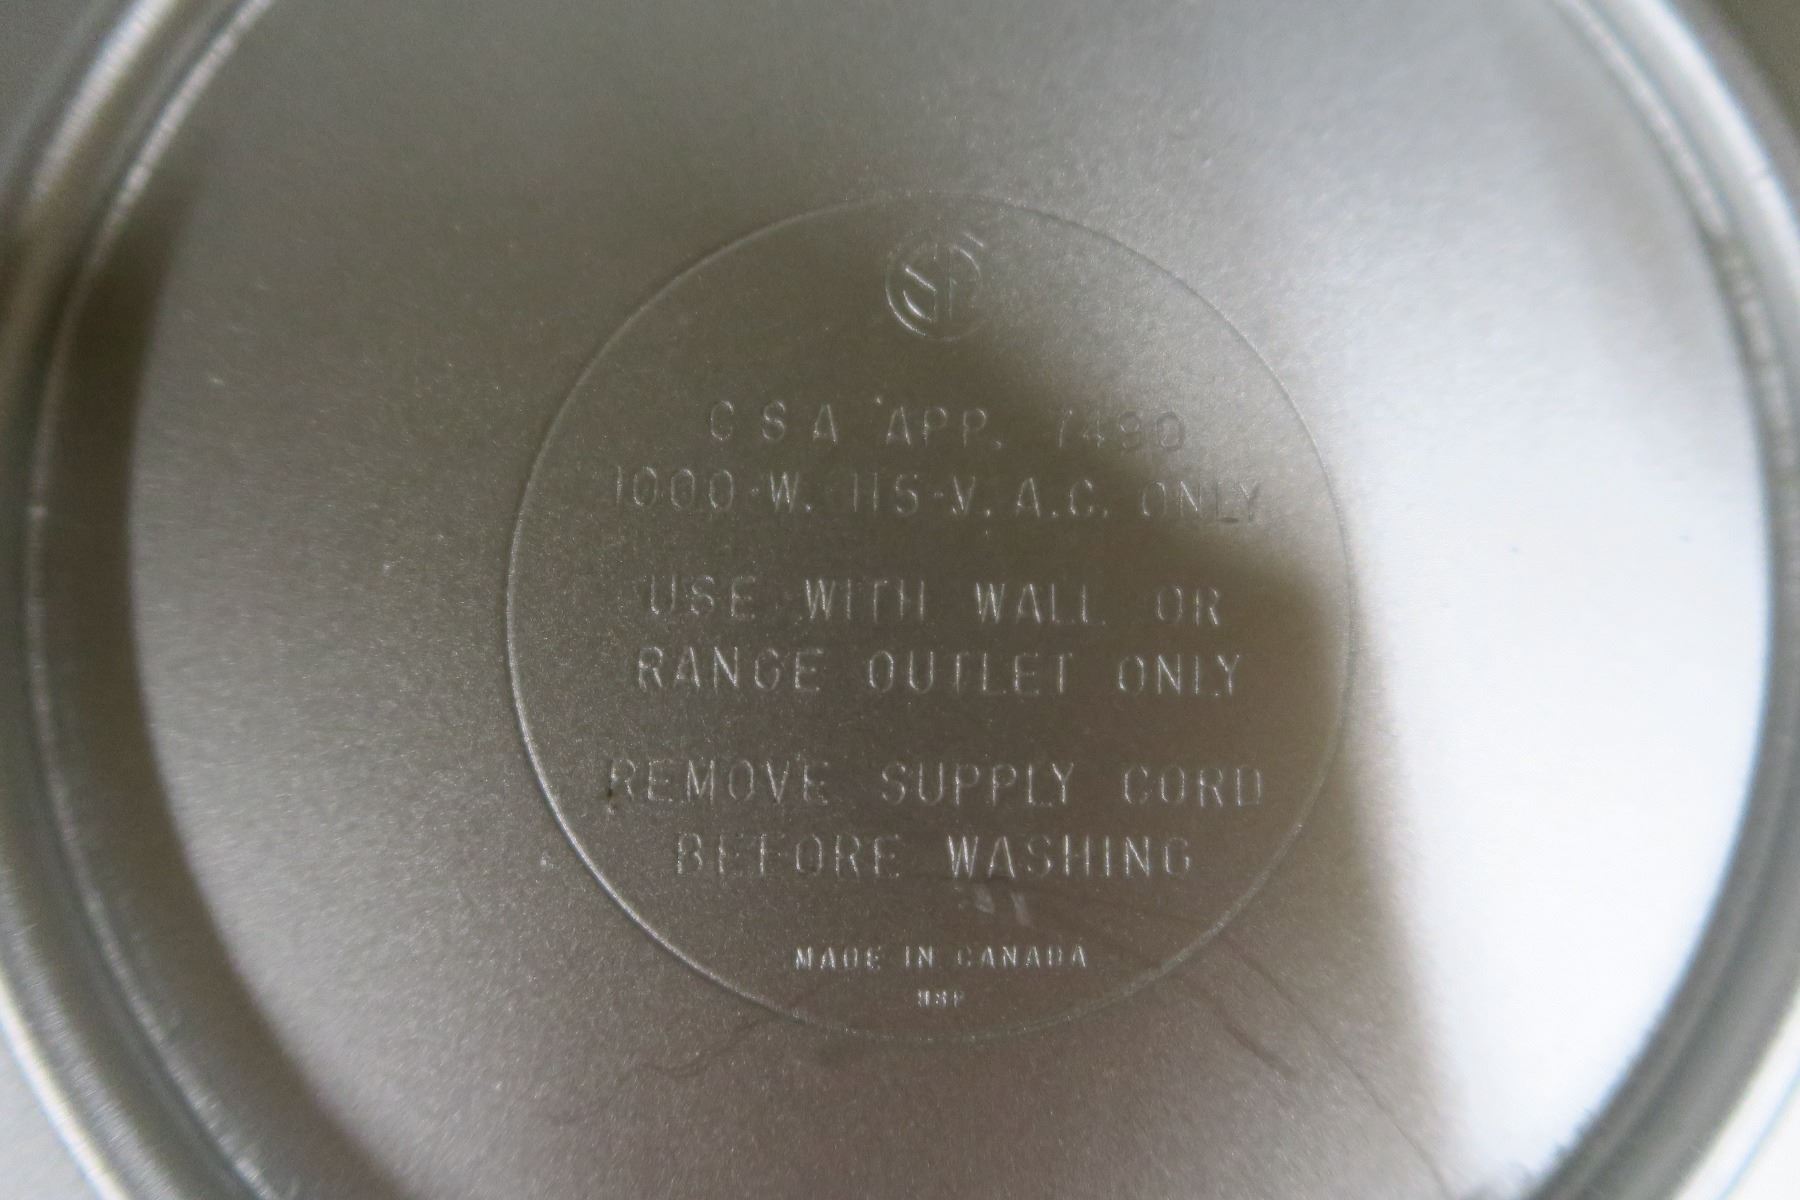 CSA APP. 7490
1000-W. 115-V. A.C. ONLY
USE WITH WALL OR
RANGE OUTLET ONLY
REMOVE SUPPLY CORD
BEFORE WASHING
MADE IN CANADA